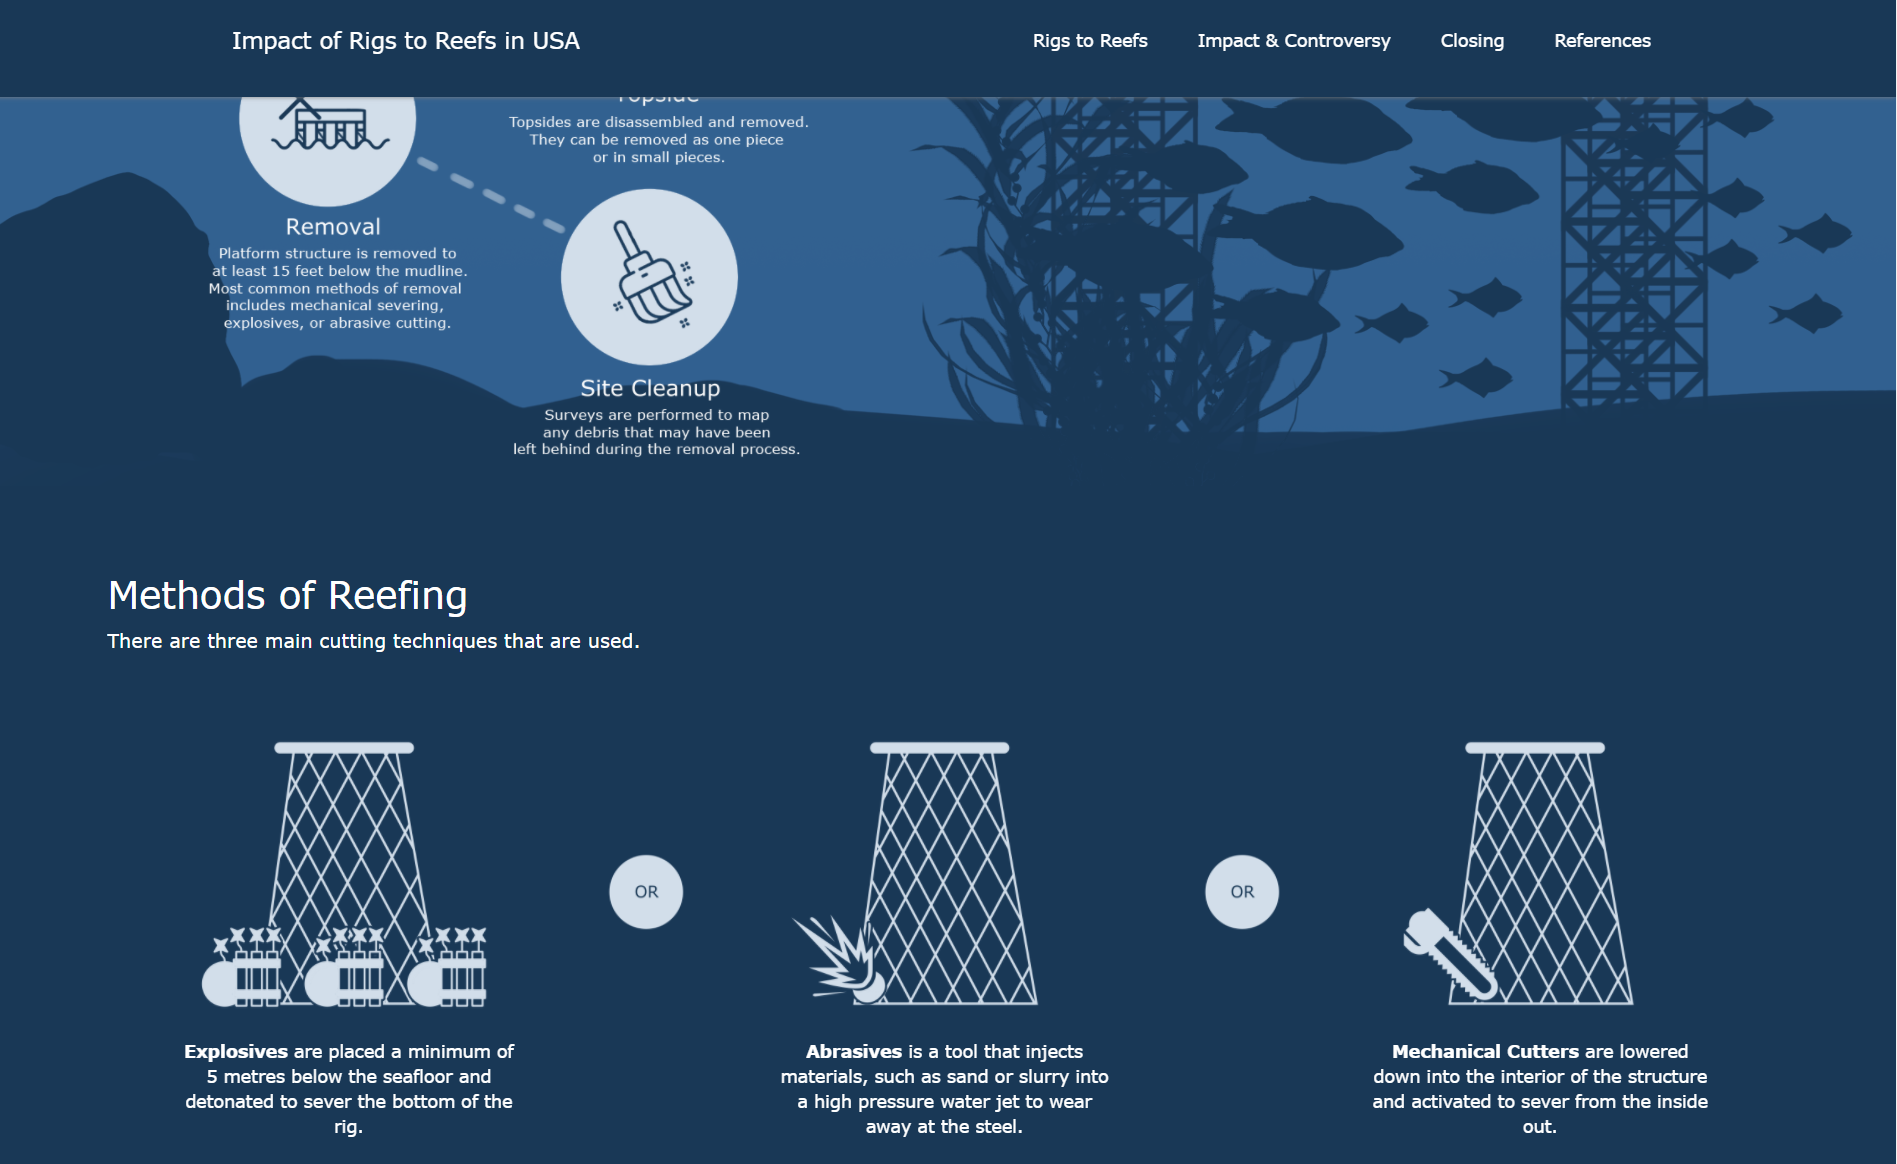 Impact of Rigs to Reefs in USA
Rigs to Reefs
Impact & Controversy
Closing
References
Topside
Topsides are disassembled and removed.
They can be removed as one piece
or in small pieces.
Removal
Platform structure is removed to
at least 15 feet below the mudline.
Most common methods of removal
includes mechanical severing,
explosives, or abrasive cutting.
Site Cleanup
Surveys are performed to map
any debris that may have been
left behind during the removal process.
Methods of Reefing
There are three main cutting techniques that are used.
OR
OR
Explosives are placed a minimum of
5 metres below the seafloor and
detonated to sever the bottom of the
rig.
Abrasives is a tool that injects
materials, such as sand or slurry into
a high pressure water jet to wear
away at the steel.
Mechanical Cutters are lowered
down into the interior of the structure
and activated to sever from the inside
out.